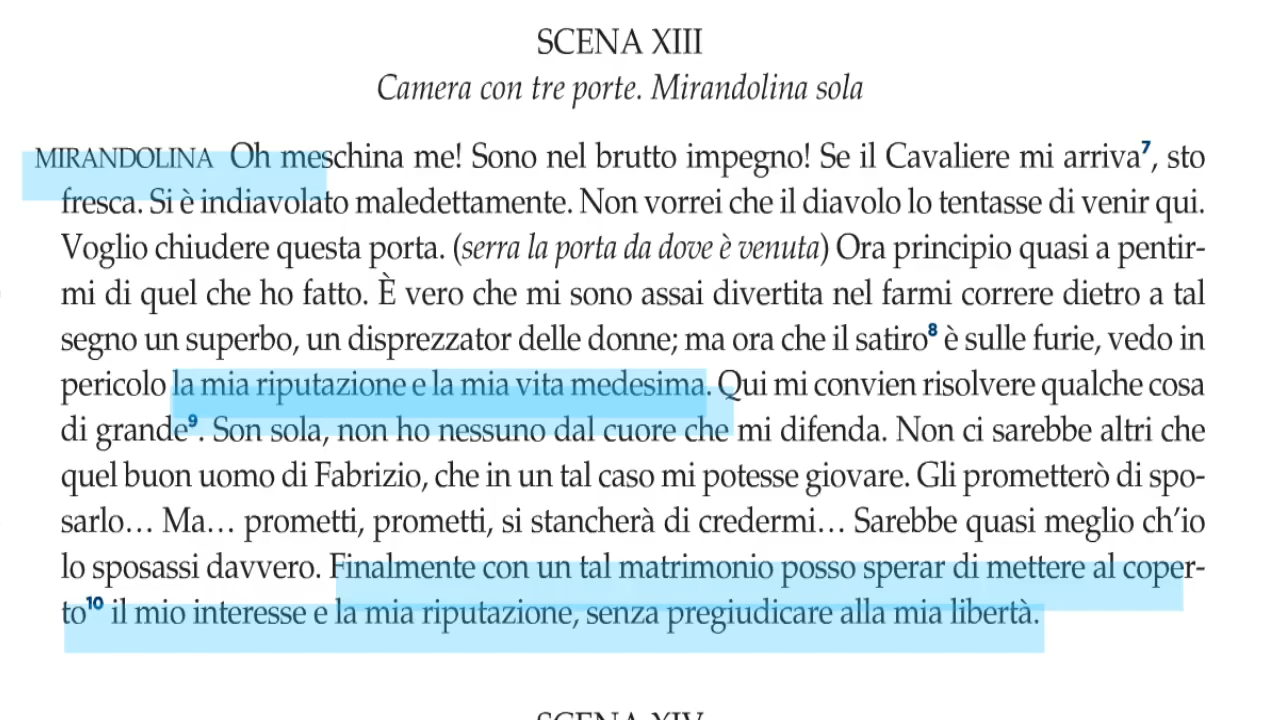 SCENA XIII
Camera con tre porte. Mirandolina sola
MIRANDOLINA Oh meschina me! Sono nel brutto impegno! Se il Cavaliere mi arriva7, sto
fresca. Si è indiavolato maledettamente. Non vorrei che il diavolo lo tentasse di venir qui.
Voglio chiudere questa porta. (serra la porta da dove è venuta) Ora principio quasi a pentir-
mi di quel che ho fatto. È vero che mi sono assai divertita nel farmi correre dietro a tal
segno un superbo, un disprezzator delle donne; ma ora che il satiro8 è sulle furie, vedo in
pericolo la mia riputazione e la mia vita medesima. Qui mi convien risolvere qualche cosa
di grande9. Son sola, non ho nessuno dal cuore che mi difenda. Non ci sarebbe altri che
quel buon uomo di Fabrizio, che in un tal caso mi potesse giovare. Gli prometterò di spo-
sarlo… Ma… prometti, prometti, si stancherà di credermi… Sarebbe quasi meglio ch’io
lo sposassi davvero. Finalmente con un tal matrimonio posso sperar di mettere al coper-
to10 il mio interesse e la mia riputazione, senza pregiudicare alla mia libertà.
SCENA XIV